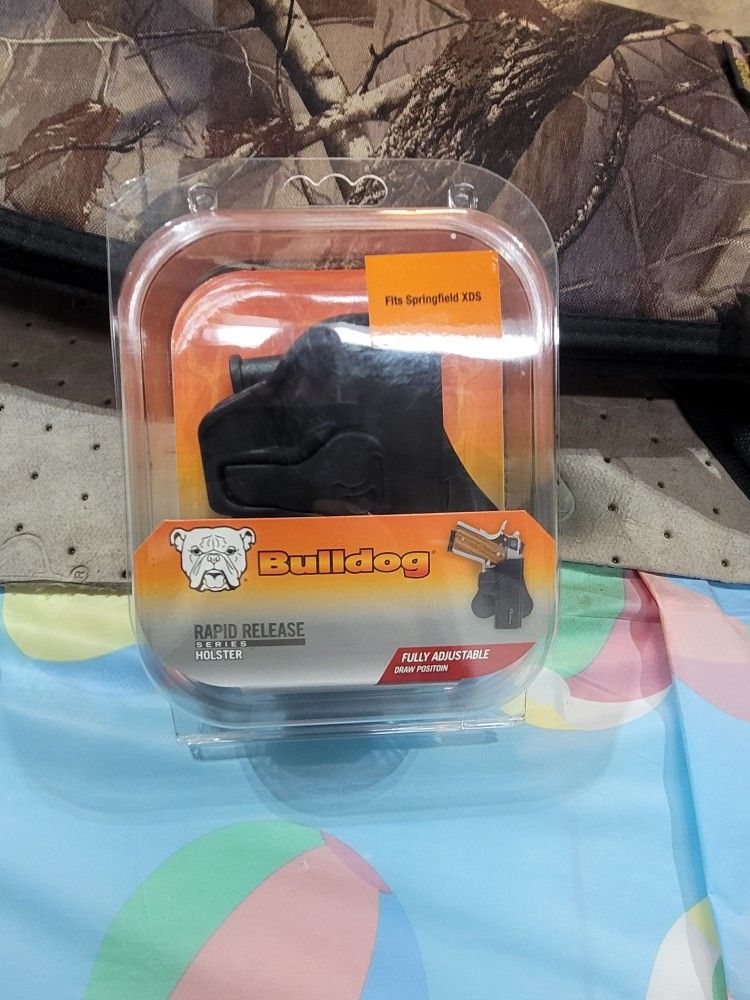 Fits Springfield XDS
Bulldog
RAPID RELEASE
SERIES
HOLSTER
FULLY ADJUSTABLE
DRAW POSITOIN